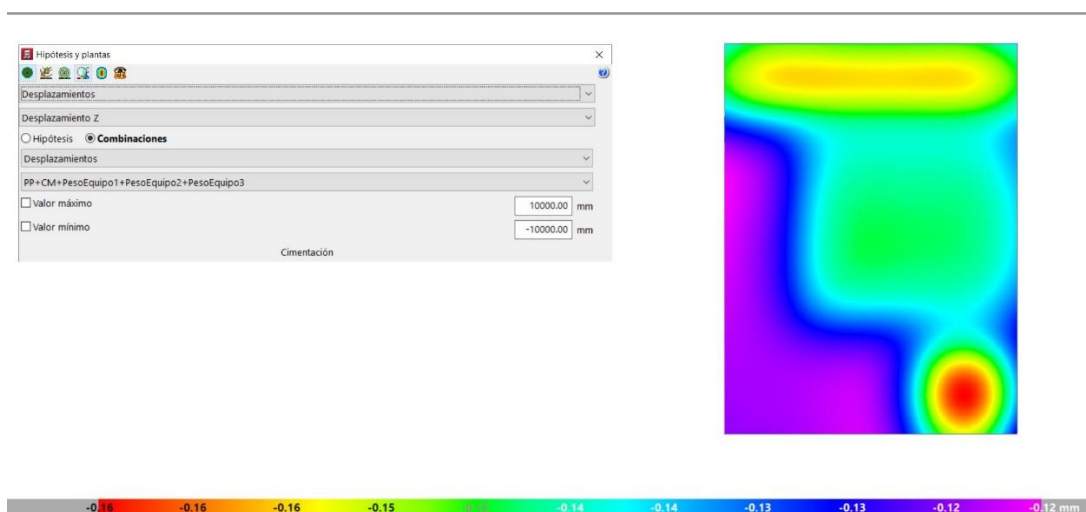 Hipótesis y plantas
Desplazamientos
Desplazamiento Z
Hipótesis Combinaciones
Desplazamientos
PP+CM+PesoEquipo1+PesoEquipo2+PesoEquipo3
Valor máximo 10000.00 mm
Valor mínimo -10000.00 mm
Cimentación
-0.16 -0.16 -0.16 -0.15 -0.14 -0.14 -0.13 -0.13 -0.12 -0.12 mm